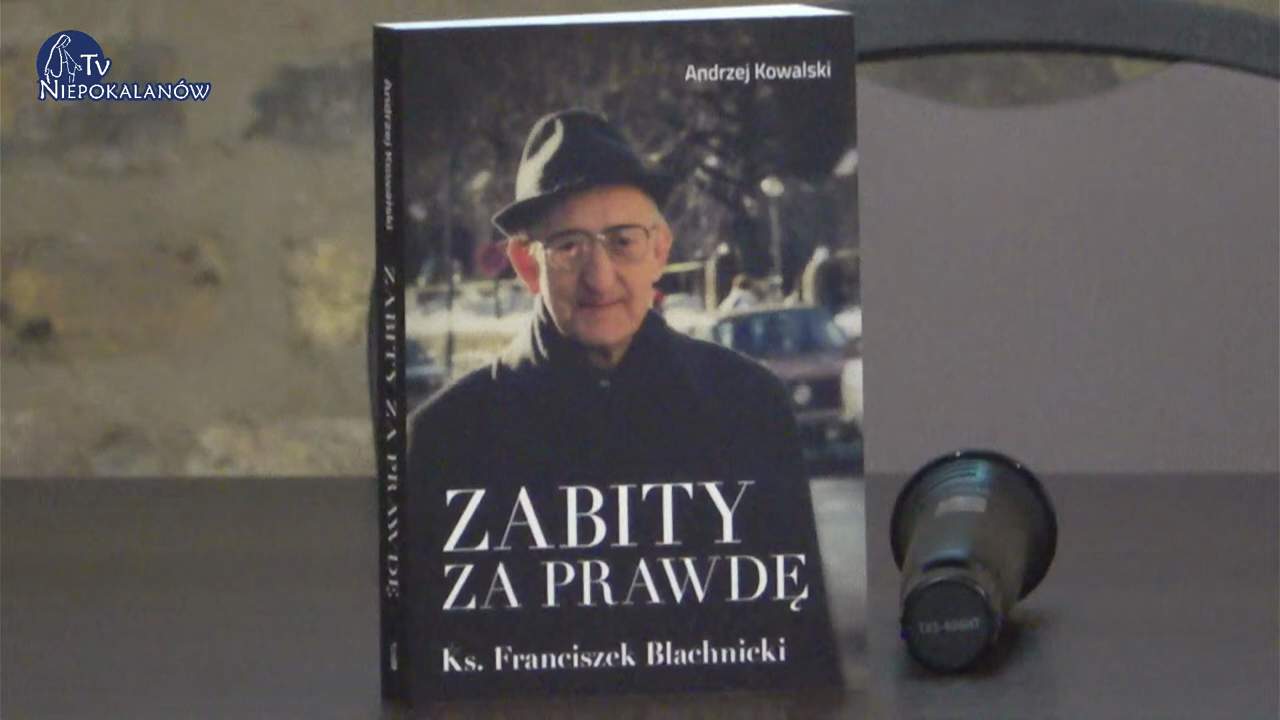 Tv
NIEPOKALANÓW
Andrzej Kowalski
Andrzej Kowalski
ZABITY ZA PRAWDĘ
ZABITY
ZA PRAWDĘ
Ks. Franciszek Blachnicki